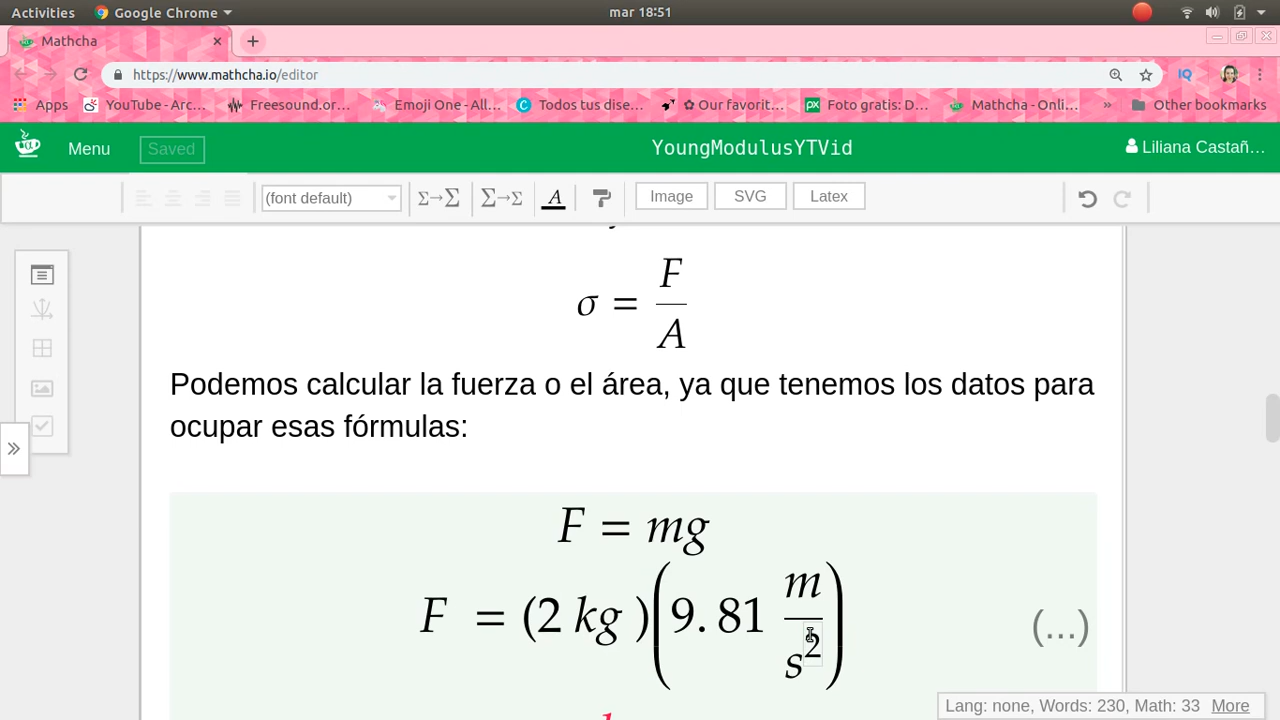 Activities Google Chrome mar 18:51
Mathcha
https://www.mathcha.io/editor IQ
Apps YouTube - Arc... Freesound.or... Emoji One - All... Todos tus dise... ✿ Our favorit... Foto gratis: D... Mathcha - Onli... » Other bookmarks
Menu Saved YoungModulusYTVid Liliana Castañ...
(font default) Σ→Σ Σ→Σ A Image SVG Latex
σ = F/A
Podemos calcular la fuerza o el área, ya que tenemos los datos para
ocupar esas fórmulas:
F = mg
F = (2 kg )(9.81 m/s²) (...)
Lang: none, Words: 230, Math: 33 More